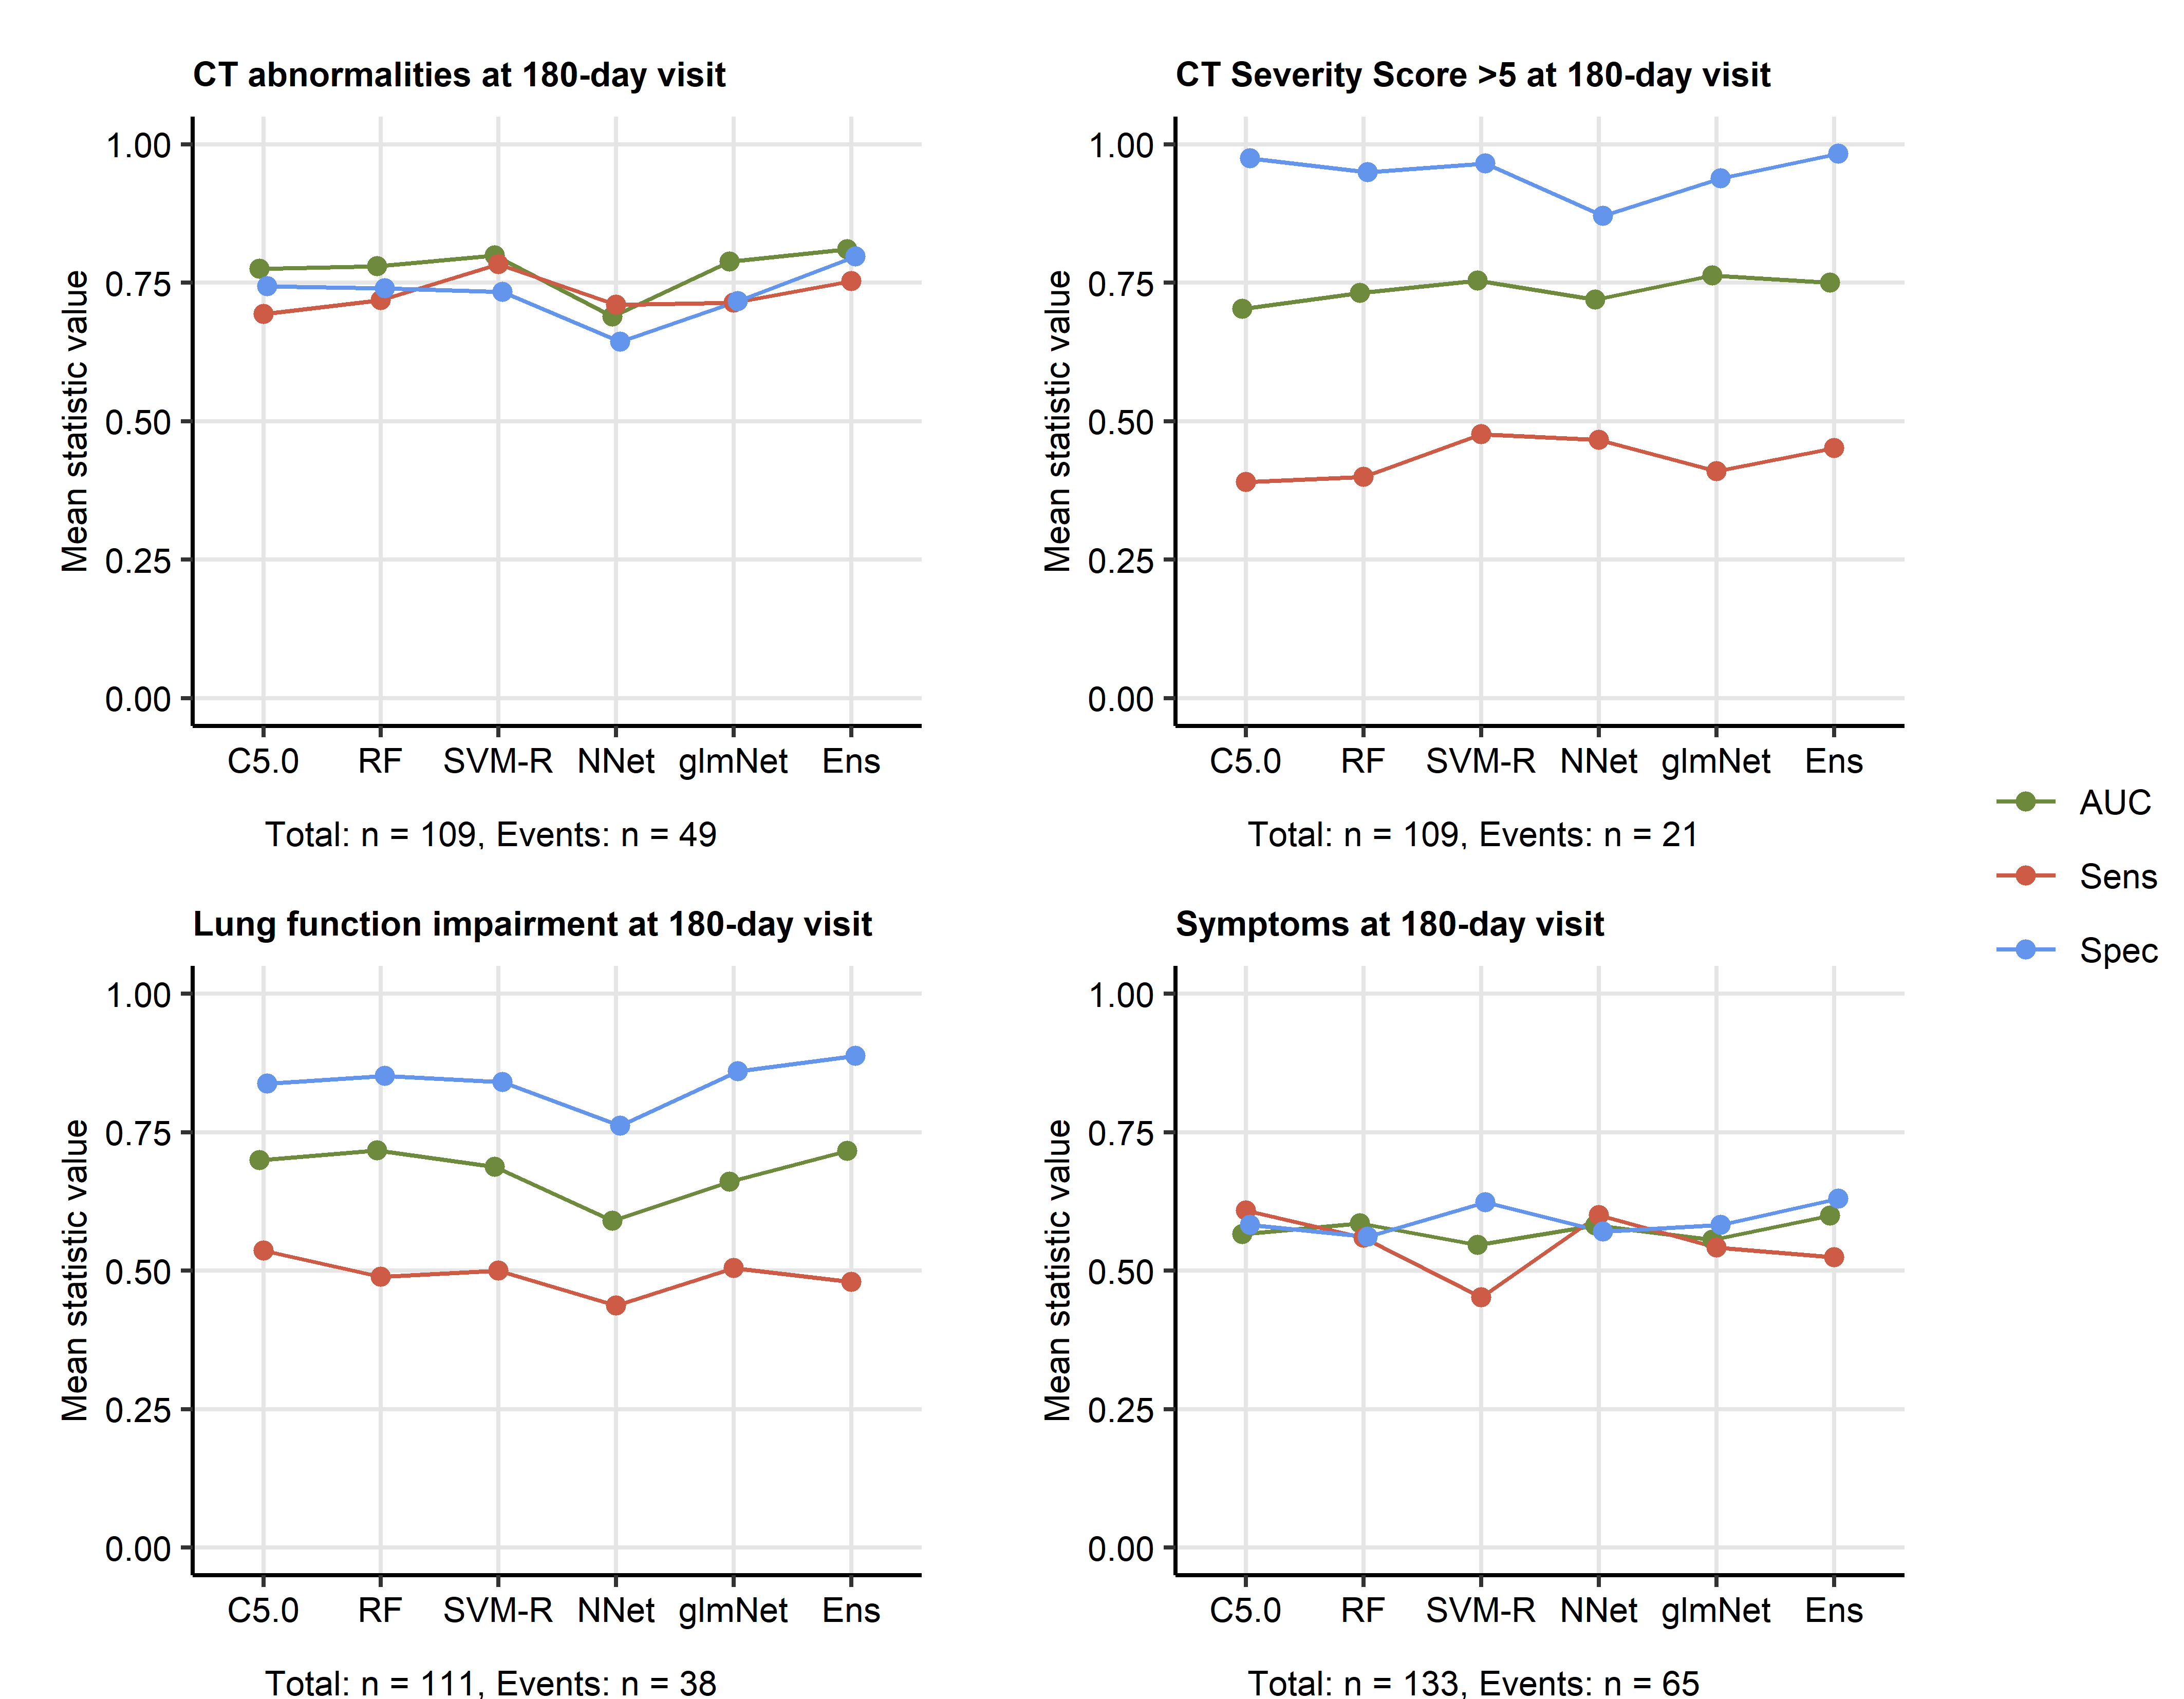 CT abnormalities at 180-day visit
Mean statistic value
1.00
0.75
0.50
0.25
0.00
C5.0 RF SVM-R NNet glmNet Ens
Total: n = 109, Events: n = 49
CT Severity Score >5 at 180-day visit
Mean statistic value
1.00
0.75
0.50
0.25
0.00
C5.0 RF SVM-R NNet glmNet Ens
Total: n = 109, Events: n = 21
Lung function impairment at 180-day visit
Mean statistic value
1.00
0.75
0.50
0.25
0.00
C5.0 RF SVM-R NNet glmNet Ens
Total: n = 111, Events: n = 38
Symptoms at 180-day visit
Mean statistic value
1.00
0.75
0.50
0.25
0.00
C5.0 RF SVM-R NNet glmNet Ens
Total: n = 133, Events: n = 65
AUC
Sens
Spec